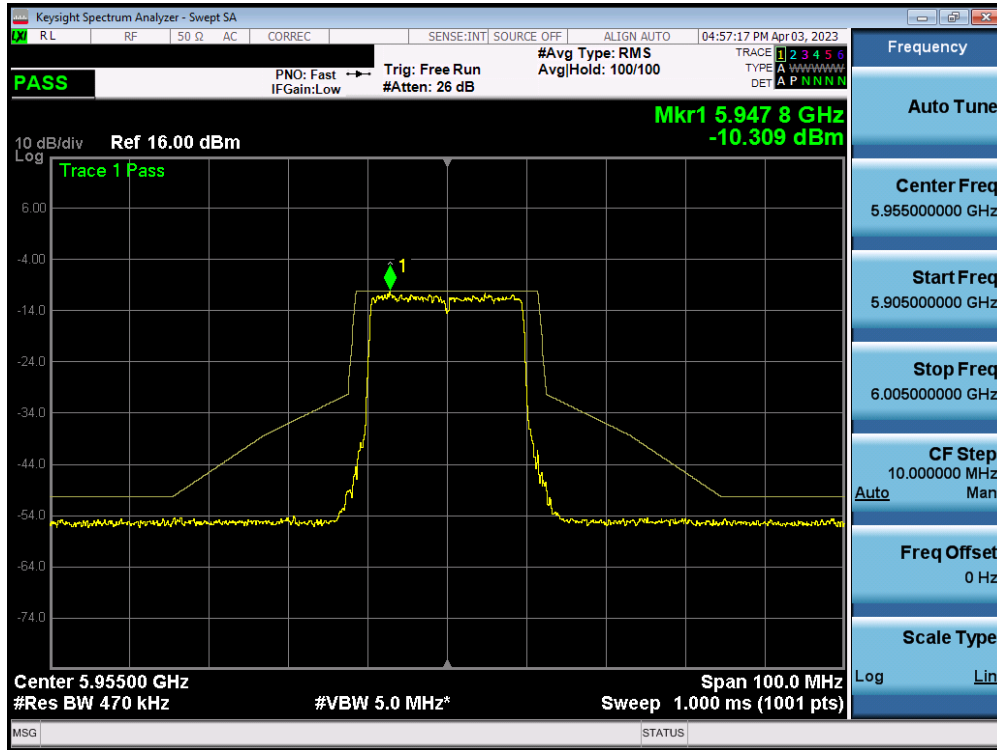 Keysight Spectrum Analyzer - Swept SA
LXI RL RF 50 Ω AC CORREC SENSE:INT SOURCE OFF ALIGN AUTO 04:57:17 PM Apr 03, 2023
PASS
PNO: Fast
IFGain:Low
Trig: Free Run
#Atten: 26 dB
#Avg Type: RMS
Avg|Hold: 100/100
TRACE 1 2 3 4 5 6
TYPE A WWWWW
DET A P N N N N
Mkr1 5.947 8 GHz
-10.309 dBm
10 dB/div Ref 16.00 dBm
Log
Trace 1 Pass
1
6.00
-4.00
-14.0
-24.0
-34.0
-44.0
-54.0
-64.0
-74.0
Center 5.95500 GHz Span 100.0 MHz
#Res BW 470 kHz #VBW 5.0 MHz* Sweep 1.000 ms (1001 pts)
MSG STATUS
Frequency
Auto Tune
Center Freq
5.955000000 GHz
Start Freq
5.905000000 GHz
Stop Freq
6.005000000 GHz
CF Step
10.000000 MHz
Auto Man
Freq Offset
0 Hz
Scale Type
Log Lin